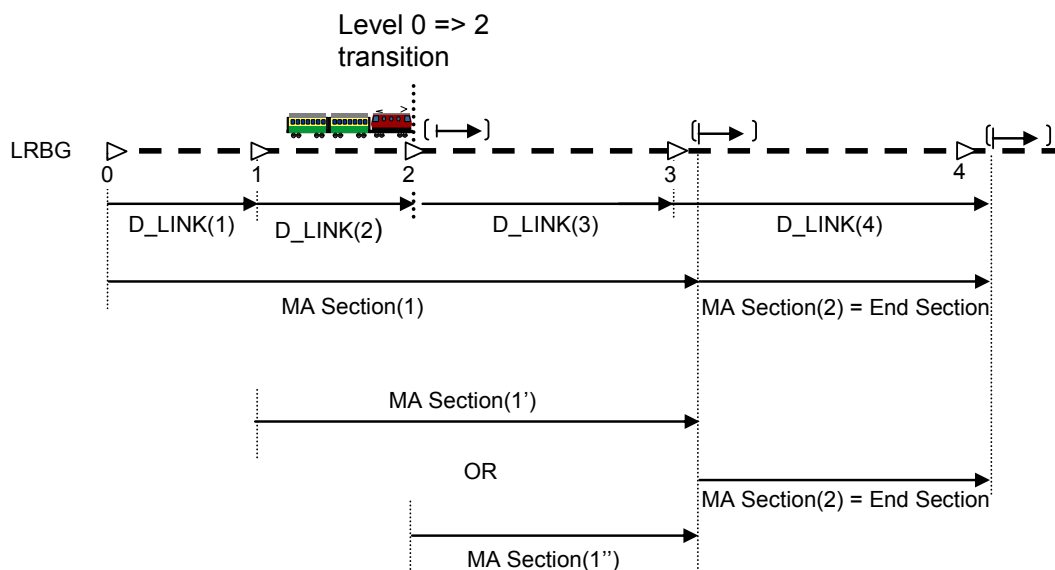 Level 0 => 2
transition
LRBG
0
1
2
3
4
D_LINK(1)
D_LINK(2)
D_LINK(3)
D_LINK(4)
MA Section(1)
MA Section(2) = End Section
MA Section(1')
OR
MA Section(2) = End Section
MA Section(1'')